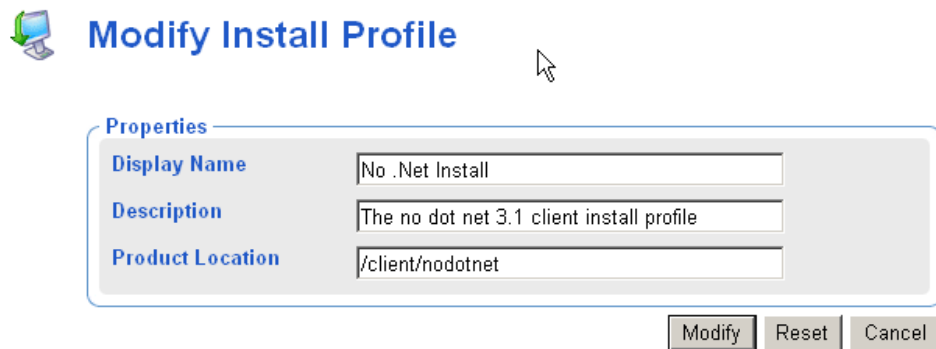 Modify Install Profile
Properties
Display Name No .Net Install
Description The no dot net 3.1 client install profile
Product Location /client/nodotnet
Modify Reset Cancel